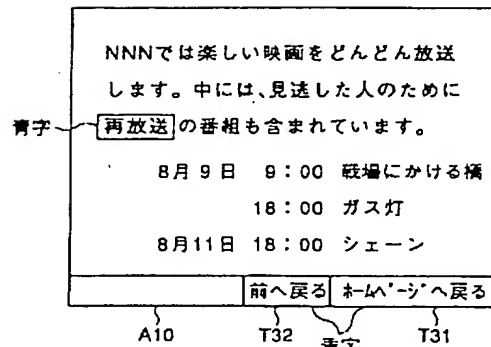 NNNでは楽しい映画をどんどん放送
します。中には、見逃した人のために
青字
再放送の番組も含まれています。
8月9日 9:00 戦場にかける橋
18:00 ガス灯
8月11日 18:00 シェーン
前へ戻る ホームページへ戻る
A10 T32 青字 T31